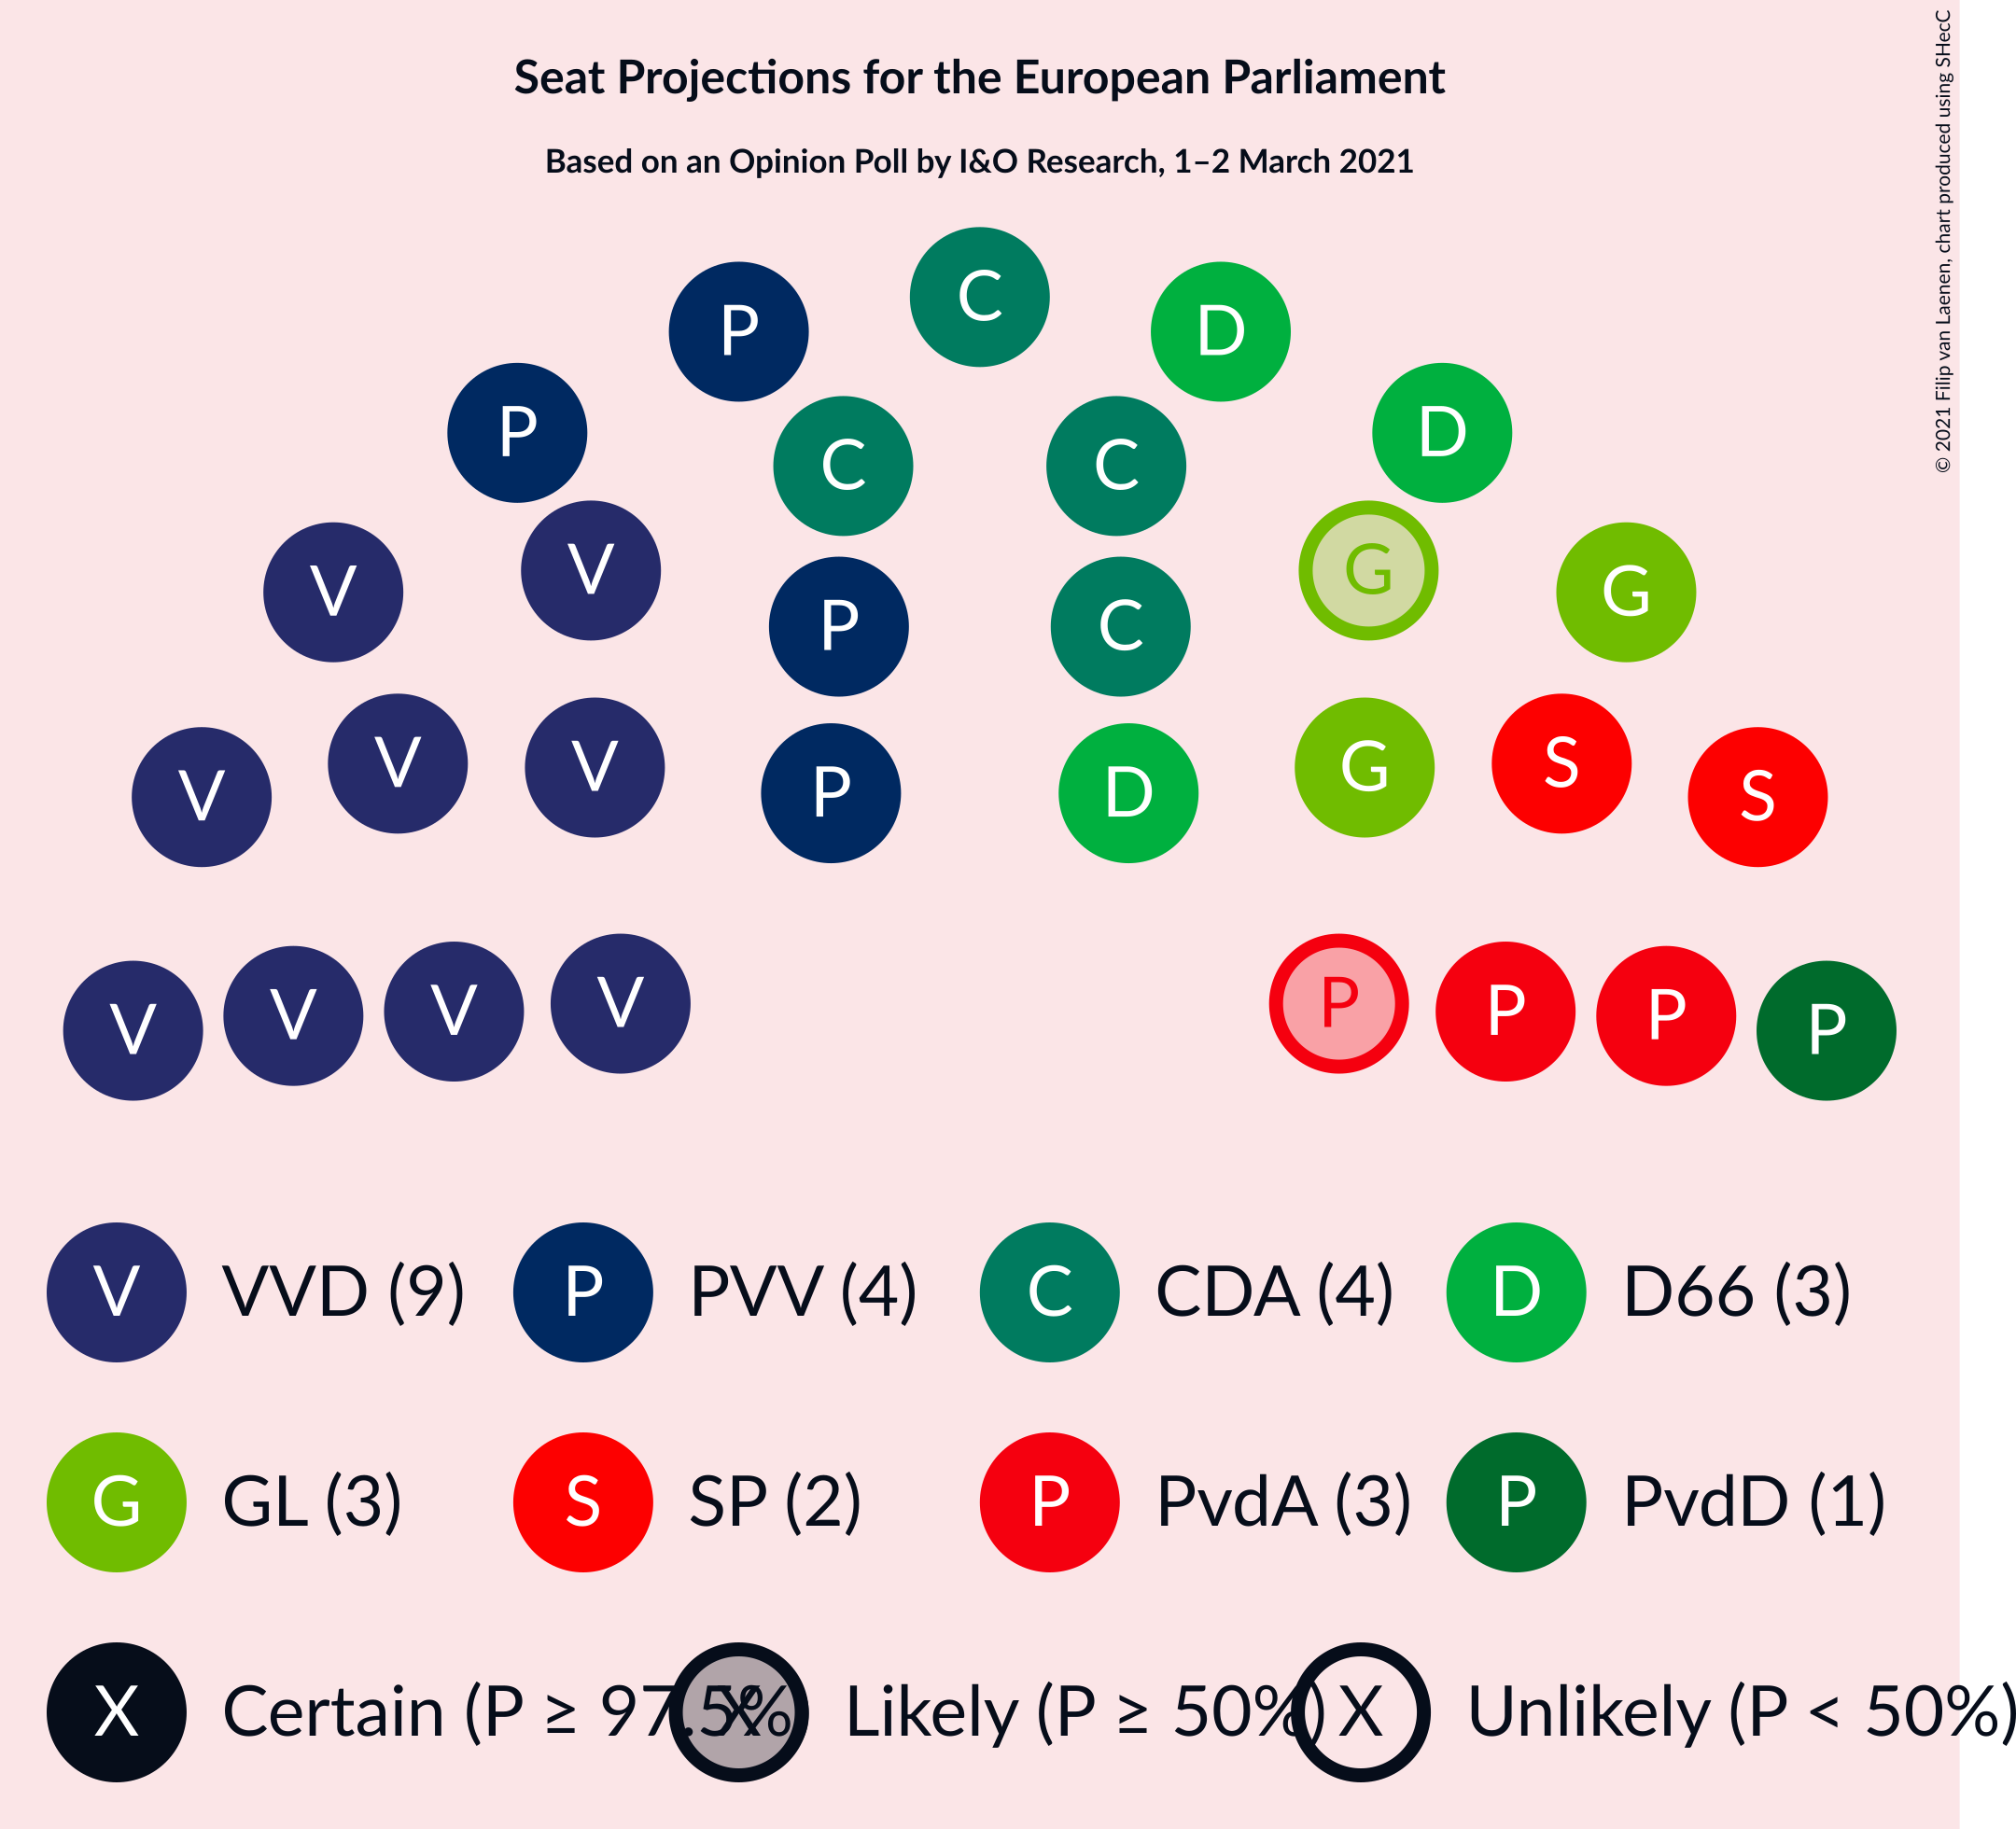 Seat Projections for the European Parliament
Based on an Opinion Poll by I&O Research, 1–2 March 2021
© 2021 Filip van Laenen, chart produced using SHecC
C
P D
P D
C C
V V G G
P C
V V V P D G S S
V V V V P P P P
V VVD (9) P PVV (4) C CDA (4) D D66 (3)
G GL (3) S SP (2) P PvdA (3) P PvdD (1)
X Certain (P ≥ 97.5% X Likely (P ≥ 50%) X Unlikely (P < 50%)